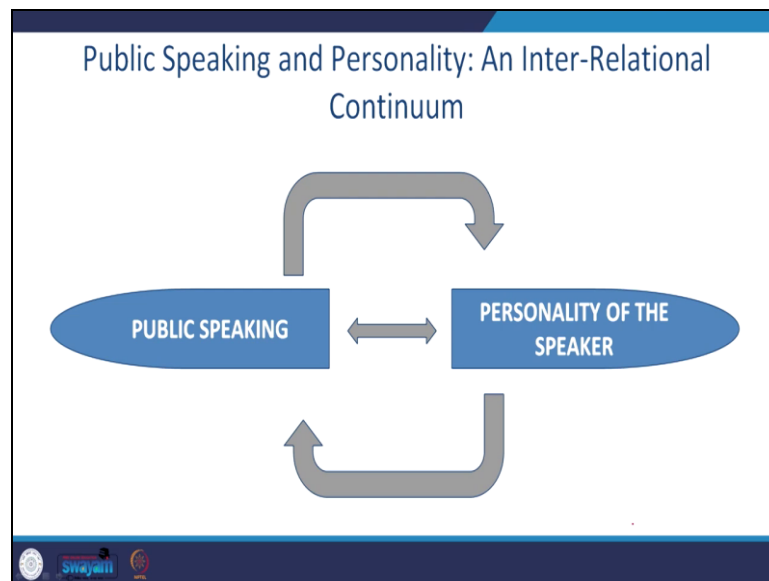 Public Speaking and Personality: An Inter-Relational
Continuum
PUBLIC SPEAKING
PERSONALITY OF THE
SPEAKER
swayam